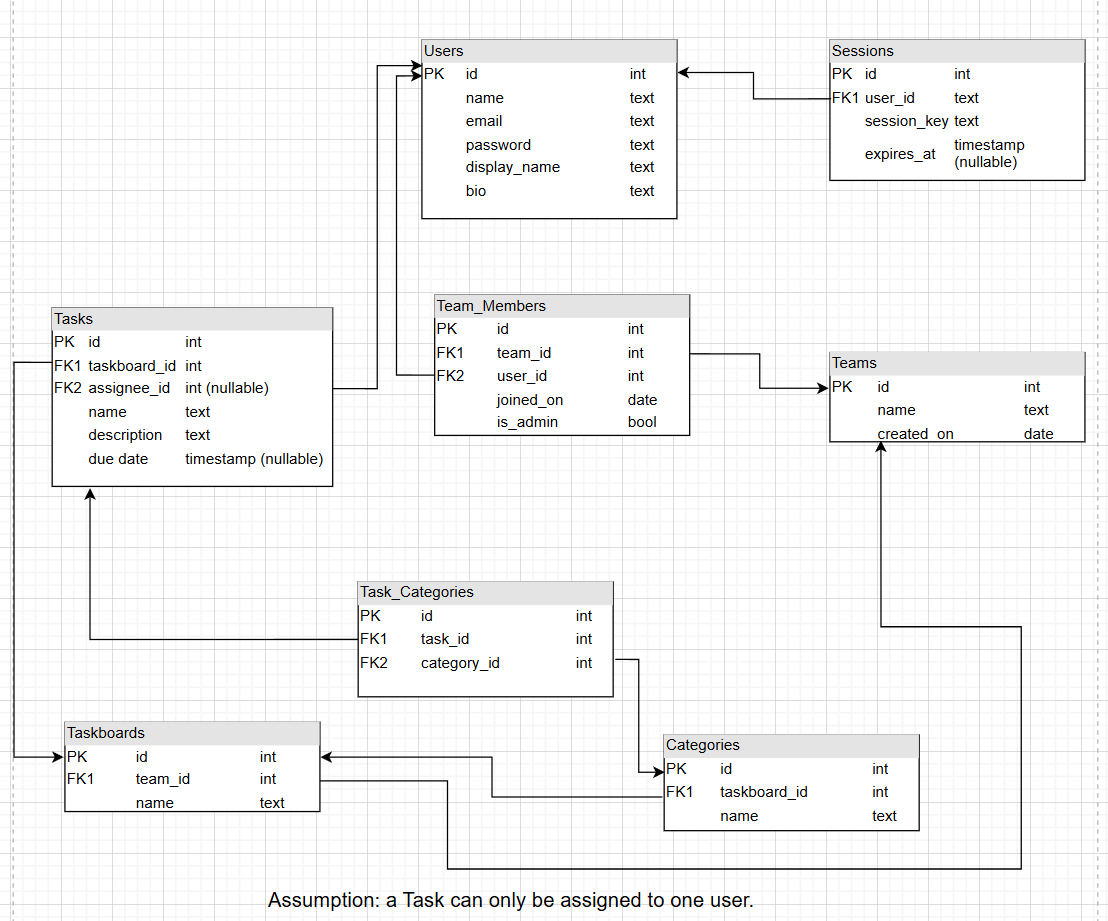 Users
PK id int
name text
email text
password text
display_name text
bio text
Sessions
PK id int
FK1 user_id text
session_key text
expires_at timestamp
(nullable)
Tasks
PK id int
FK1 taskboard_id int
FK2 assignee_id int (nullable)
name text
description text
due date timestamp (nullable)
Team_Members
PK id int
FK1 team_id int
FK2 user_id int
joined_on date
is_admin bool
Teams
PK id int
name text
created_on date
Task_Categories
PK id int
FK1 task_id int
FK2 category_id int
Taskboards
PK id int
FK1 team_id int
name text
Categories
PK id int
FK1 taskboard_id int
name text
Assumption: a Task can only be assigned to one user.